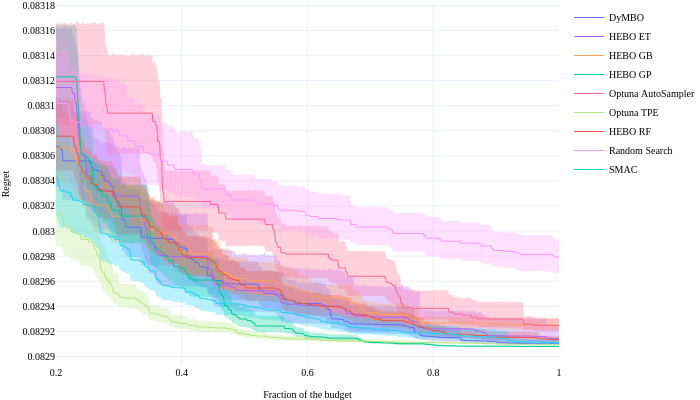 0.08318
0.08316
0.08314
0.08312
0.0831
0.08308
0.08306
0.08304
0.08302
0.083
0.08298
0.08296
0.08294
0.08292
0.0829
Regret
0.2
0.4
0.6
0.8
1
Fraction of the budget
DyMBO
HEBO ET
HEBO GB
HEBO GP
Optuna AutoSampler
Optuna TPE
HEBO RF
Random Search
SMAC